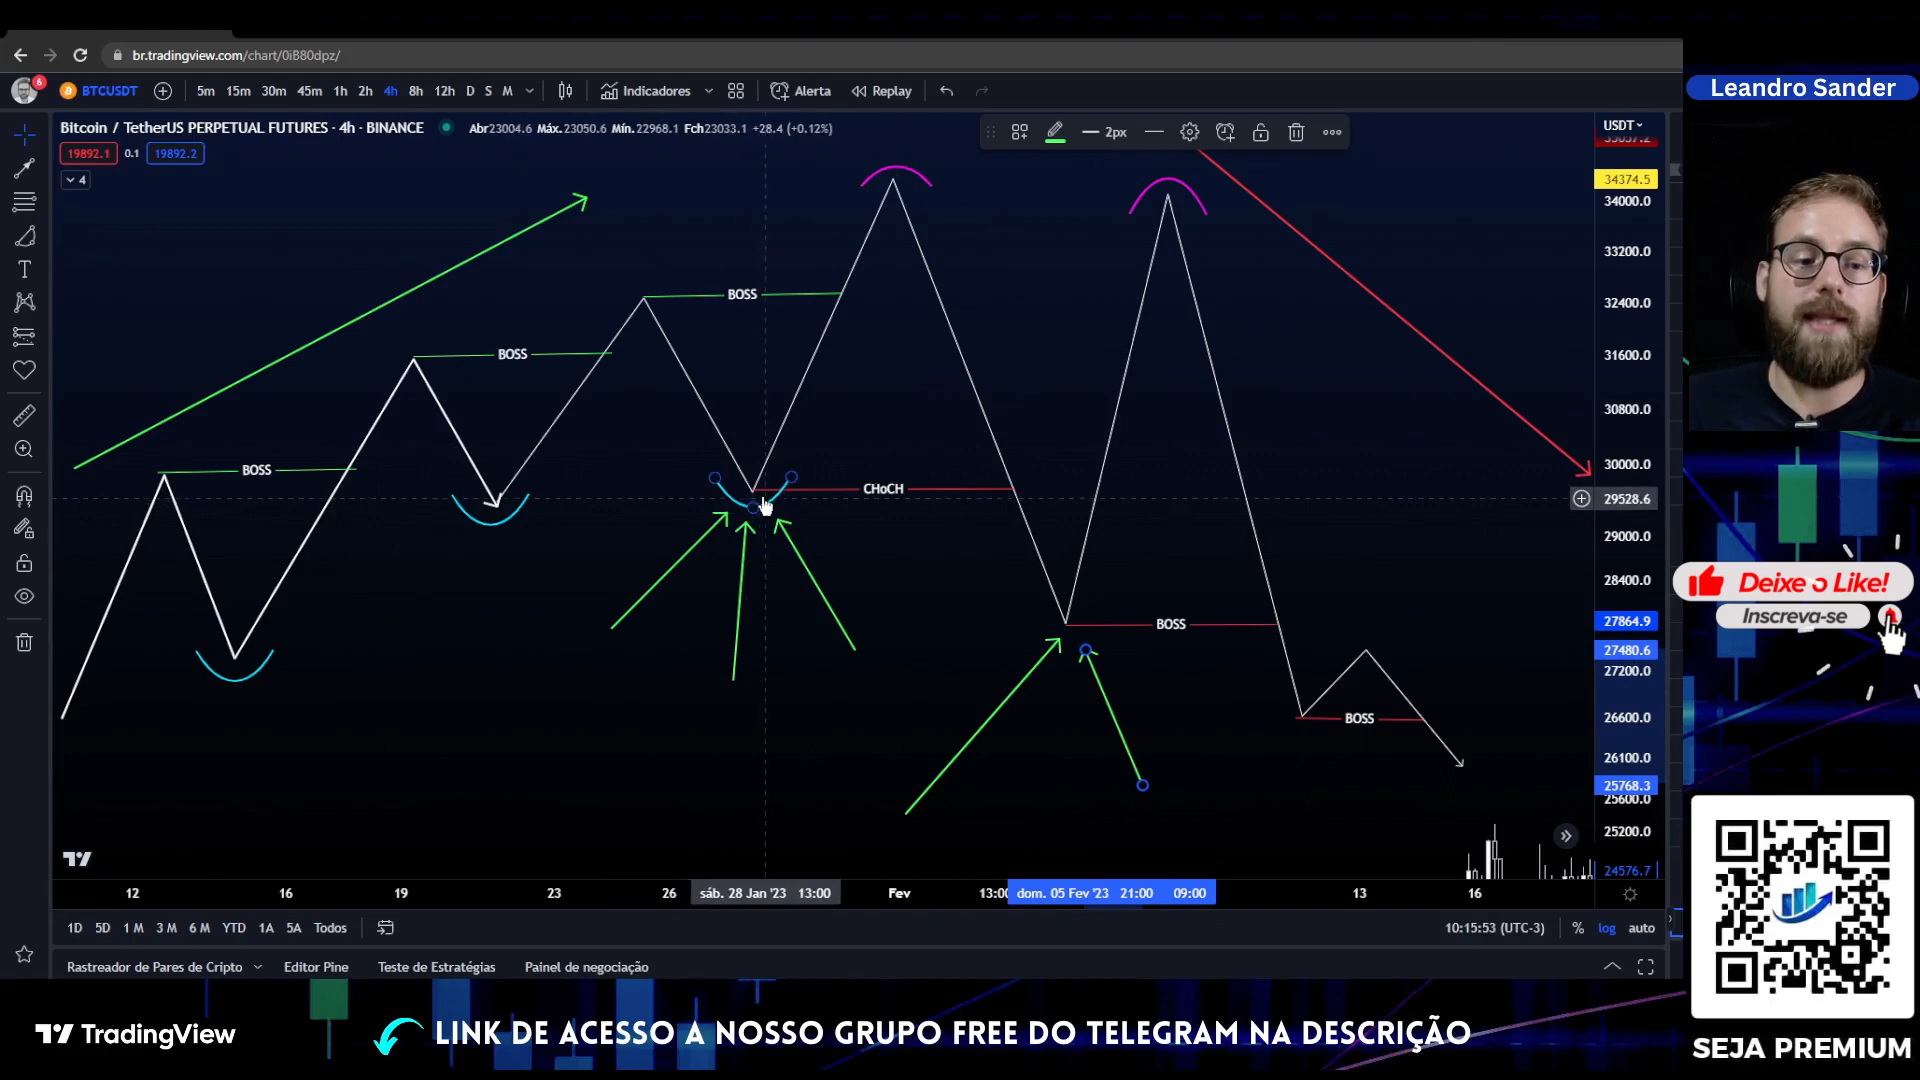 br.tradingview.com/chart/0iB80dpz/
Leandro Sander
6
BTCUSDT
5m 15m 30m 45m 1h 2h 4h 8h 12h D S M
Indicadores
Alerta
Replay
Bitcoin / TetherUS PERPETUAL FUTURES · 4h · BINANCE
Abr23004.6 Máx.23050.6 Mín.22968.1 Fch23033.1 +28.4 (+0.12%)
2px
USDT
19892.1 0.1 19892.2
4
34374.5
34000.0
33200.0
32400.0
31600.0
30800.0
30000.0
29528.6
29000.0
28400.0
27864.9
27480.6
27200.0
26600.0
26100.0
25768.3
25600.0
25200.0
24576.7
BOSS
BOSS
BOSS
CHoCH
BOSS
BOSS
Deixe o Like!
Inscreva-se
12 16 19 23 26 sáb. 28 Jan '23 13:00 Fev 13:00 dom. 05 Fev '23 21:00 09:00 13 16
1D 5D 1 M 3 M 6 M YTD 1A 5A Todos
10:15:53 (UTC-3) % log auto
Rastreador de Pares de Cripto Editor Pine Teste de Estratégias Painel de negociação
TradingView
LINK DE ACESSO A NOSSO GRUPO FREE DO TELEGRAM NA DESCRIÇÃO
SEJA PREMIUM